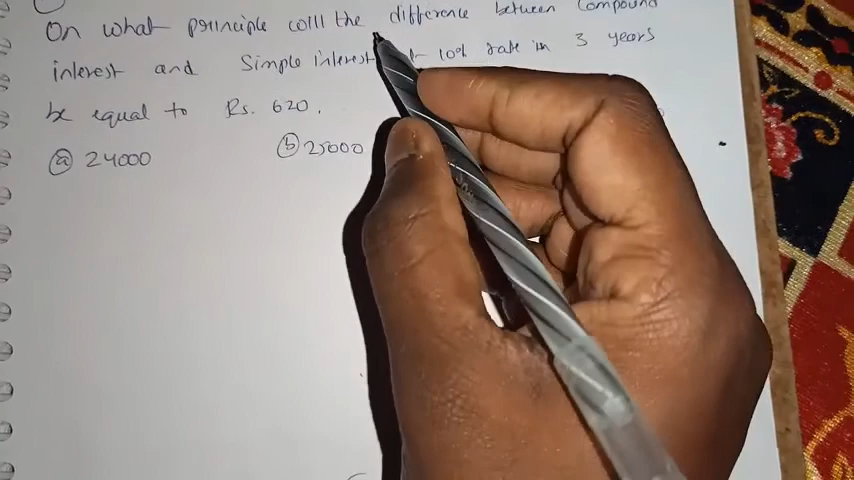 On what principle will the difference between Compound
interest and Simple interest 10% rate in 3 years
be equal to Rs. 620.
(a) 24000 (b) 25000